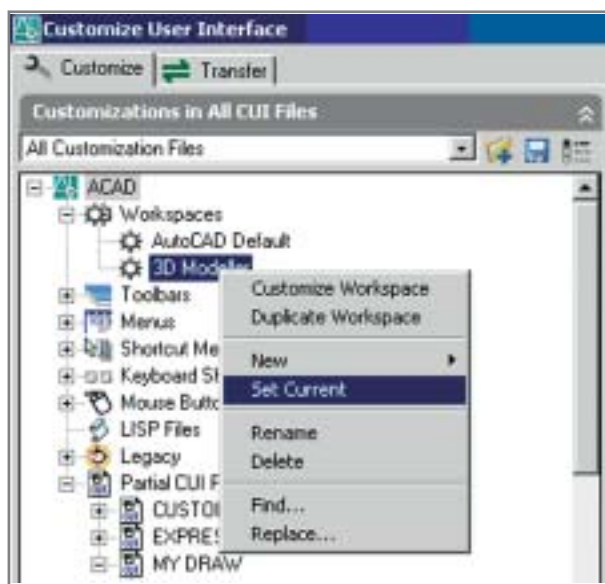 Customize User Interface
Customize Transfer
Customizations in All CUI Files
All Customization Files
ACAD
Workspaces
AutoCAD Default
3D Modeller
Customize Workspace
Toolbars
Duplicate Workspace
Menus
Shortcut Me
New
Keyboard Sh
Set Current
Mouse Butto
LISP Files
Rename
Legacy
Delete
Partial CUI F
CUSTO
Find...
EXPRES
Replace...
MY DRAW